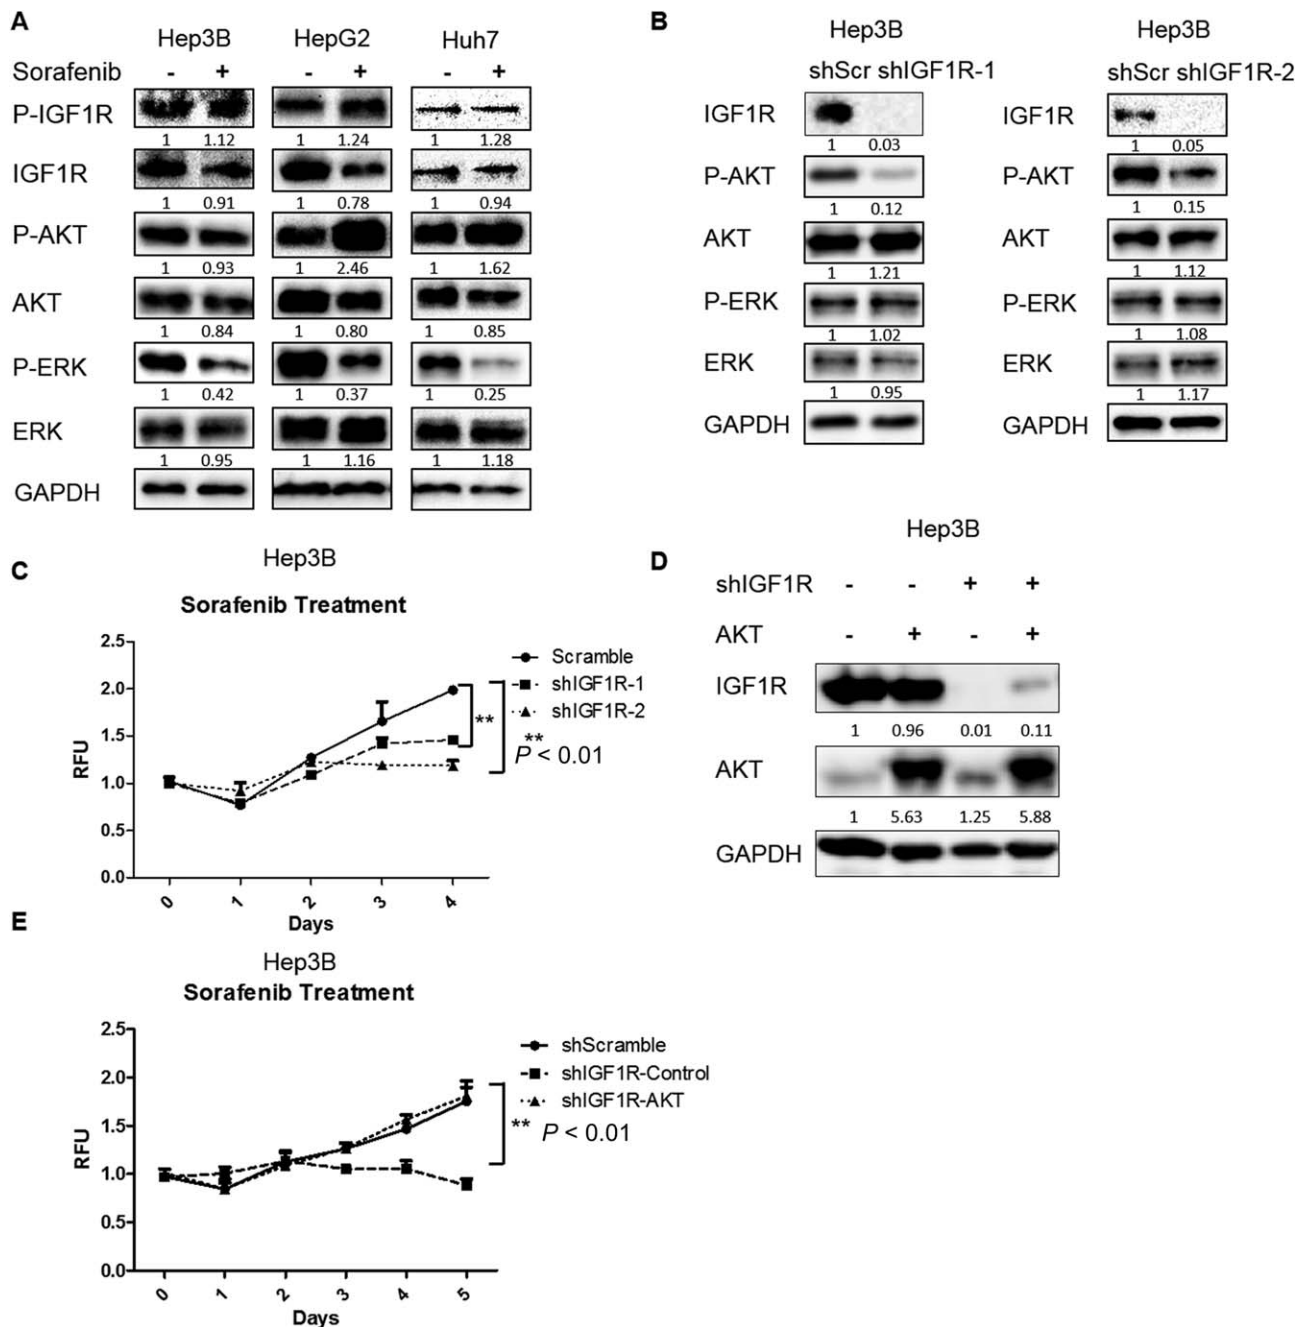 A
Hep3B HepG2 Huh7
Sorafenib - + - + - +
P-IGF1R
1 1.12 1 1.24 1 1.28
IGF1R
1 0.91 1 0.78 1 0.94
P-AKT
1 0.93 1 2.46 1 1.62
AKT
1 0.84 1 0.80 1 0.85
P-ERK
1 0.42 1 0.37 1 0.25
ERK
1 0.95 1 1.16 1 1.18
GAPDH
B
Hep3B
shScr shIGF1R-1
IGF1R
1 0.03
P-AKT
1 0.12
AKT
1 1.21
P-ERK
1 1.02
ERK
1 0.95
GAPDH
Hep3B
shScr shIGF1R-2
IGF1R
1 0.05
P-AKT
1 0.15
AKT
1 1.12
P-ERK
1 1.08
ERK
1 1.17
GAPDH
C
Hep3B
Sorafenib Treatment
RFU
2.5
2.0
1.5
1.0
0.5
0.0
0 1 2 3 4
Days
Scramble
shIGF1R-1
shIGF1R-2
**
**
P < 0.01
D
Hep3B
shIGF1R - - + +
AKT - + - +
IGF1R
1 0.96 0.01 0.11
AKT
1 5.63 1.25 5.88
GAPDH
E
Hep3B
Sorafenib Treatment
RFU
2.5
2.0
1.5
1.0
0.5
0.0
0 1 2 3 4 5
Days
shScramble
shIGF1R-Control
shIGF1R-AKT
** P < 0.01